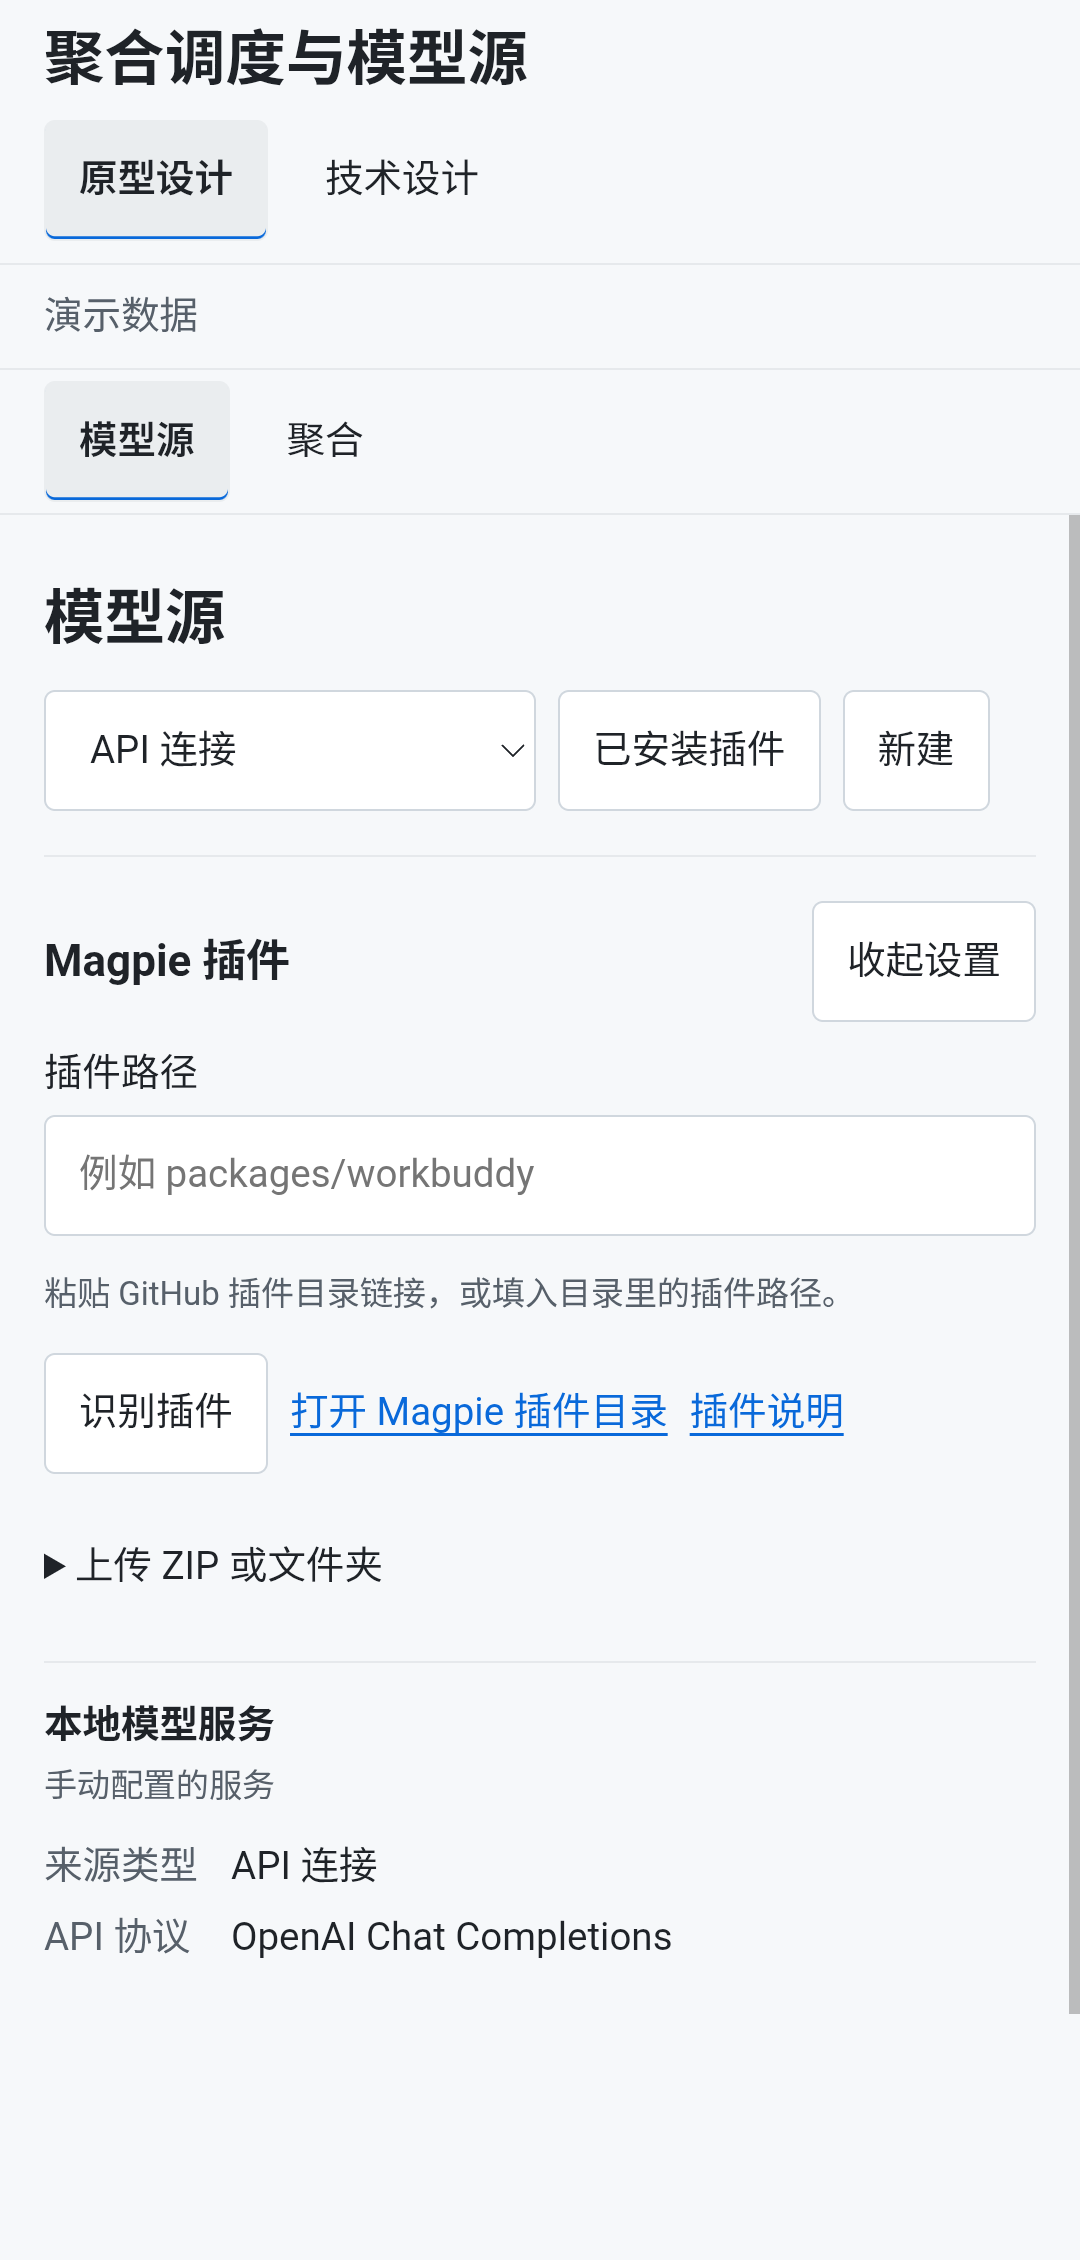 聚合调度与模型源
原型设计 技术设计
演示数据
模型源 聚合
模型源
API 连接 已安装插件 新建
Magpie 插件 收起设置
插件路径
例如 packages/workbuddy
粘贴 GitHub 插件目录链接，或填入目录里的插件路径。
识别插件 打开 Magpie 插件目录 插件说明
上传 ZIP 或文件夹
本地模型服务
手动配置的服务
来源类型 API 连接
API 协议 OpenAI Chat Completions